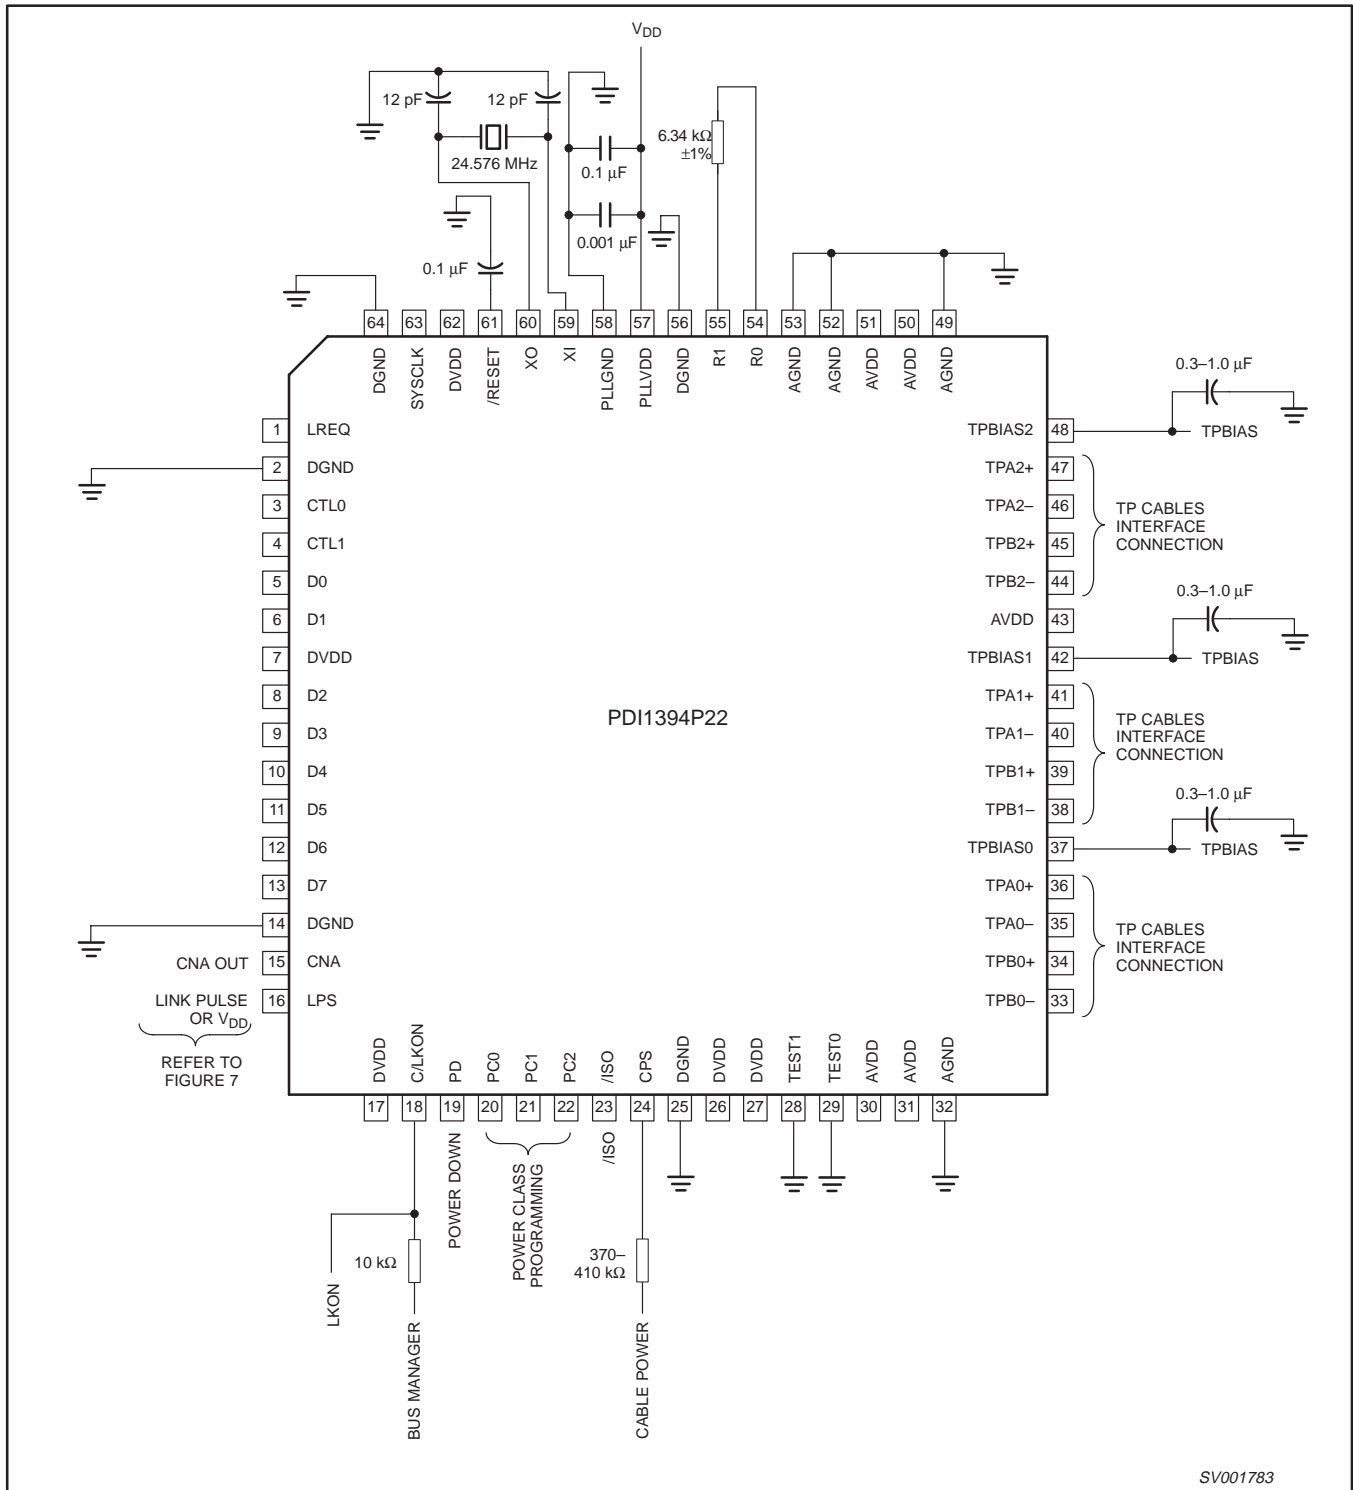 VDD
12 pF
12 pF
24.576 MHz
0.1 µF
0.001 µF
6.34 kΩ
±1%
0.1 µF
64 63 62 61 60 59 58 57 56 55 54 53 52 51 50 49
DGND
SYSCLK
DVDD
/RESET
XO
XI
PLLGND
PLLVDD
DGND
R1
R0
AGND
AGND
AVDD
AVDD
AGND
1 LREQ
2 DGND
3 CTL0
4 CTL1
5 D0
6 D1
7 DVDD
8 D2
9 D3
10 D4
11 D5
12 D6
13 D7
14 DGND
CNA OUT 15 CNA
LINK PULSE
OR VDD
16 LPS
REFER TO
FIGURE 7
PDI1394P22
0.3–1.0 µF
TPBIAS2 48 TPBIAS
TPA2+ 47
TPA2– 46
TPB2+ 45
TPB2– 44
TP CABLES
INTERFACE
CONNECTION
AVDD 43
0.3–1.0 µF
TPBIAS1 42 TPBIAS
TPA1+ 41
TPA1– 40
TPB1+ 39
TPB1– 38
TP CABLES
INTERFACE
CONNECTION
0.3–1.0 µF
TPBIAS0 37 TPBIAS
TPA0+ 36
TPA0– 35
TPB0+ 34
TPB0– 33
TP CABLES
INTERFACE
CONNECTION
DVDD
C/LKON
PD
PC0
PC1
PC2
/ISO
CPS
DGND
DVDD
DVDD
TEST1
TEST0
AVDD
AVDD
AGND
17 18 19 20 21 22 23 24 25 26 27 28 29 30 31 32
LKON
10 kΩ
BUS MANAGER
POWER DOWN
POWER CLASS
PROGRAMMING
/ISO
370–
410 kΩ
CABLE POWER
SV001783